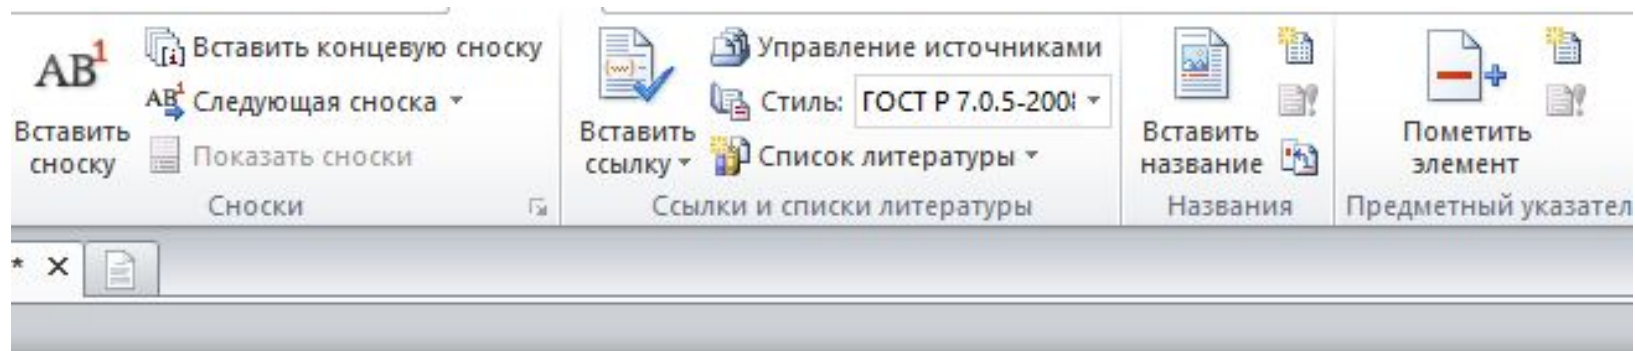 AB1
Вставить сноску
Вставить концевую сноску
AB1 Следующая сноска
Показать сноски
Сноски
Вставить ссылку
Управление источниками
Стиль: ГОСТ Р 7.0.5-200
Список литературы
Ссылки и списки литературы
Вставить название
Названия
Пометить элемент
Предметный указател
*